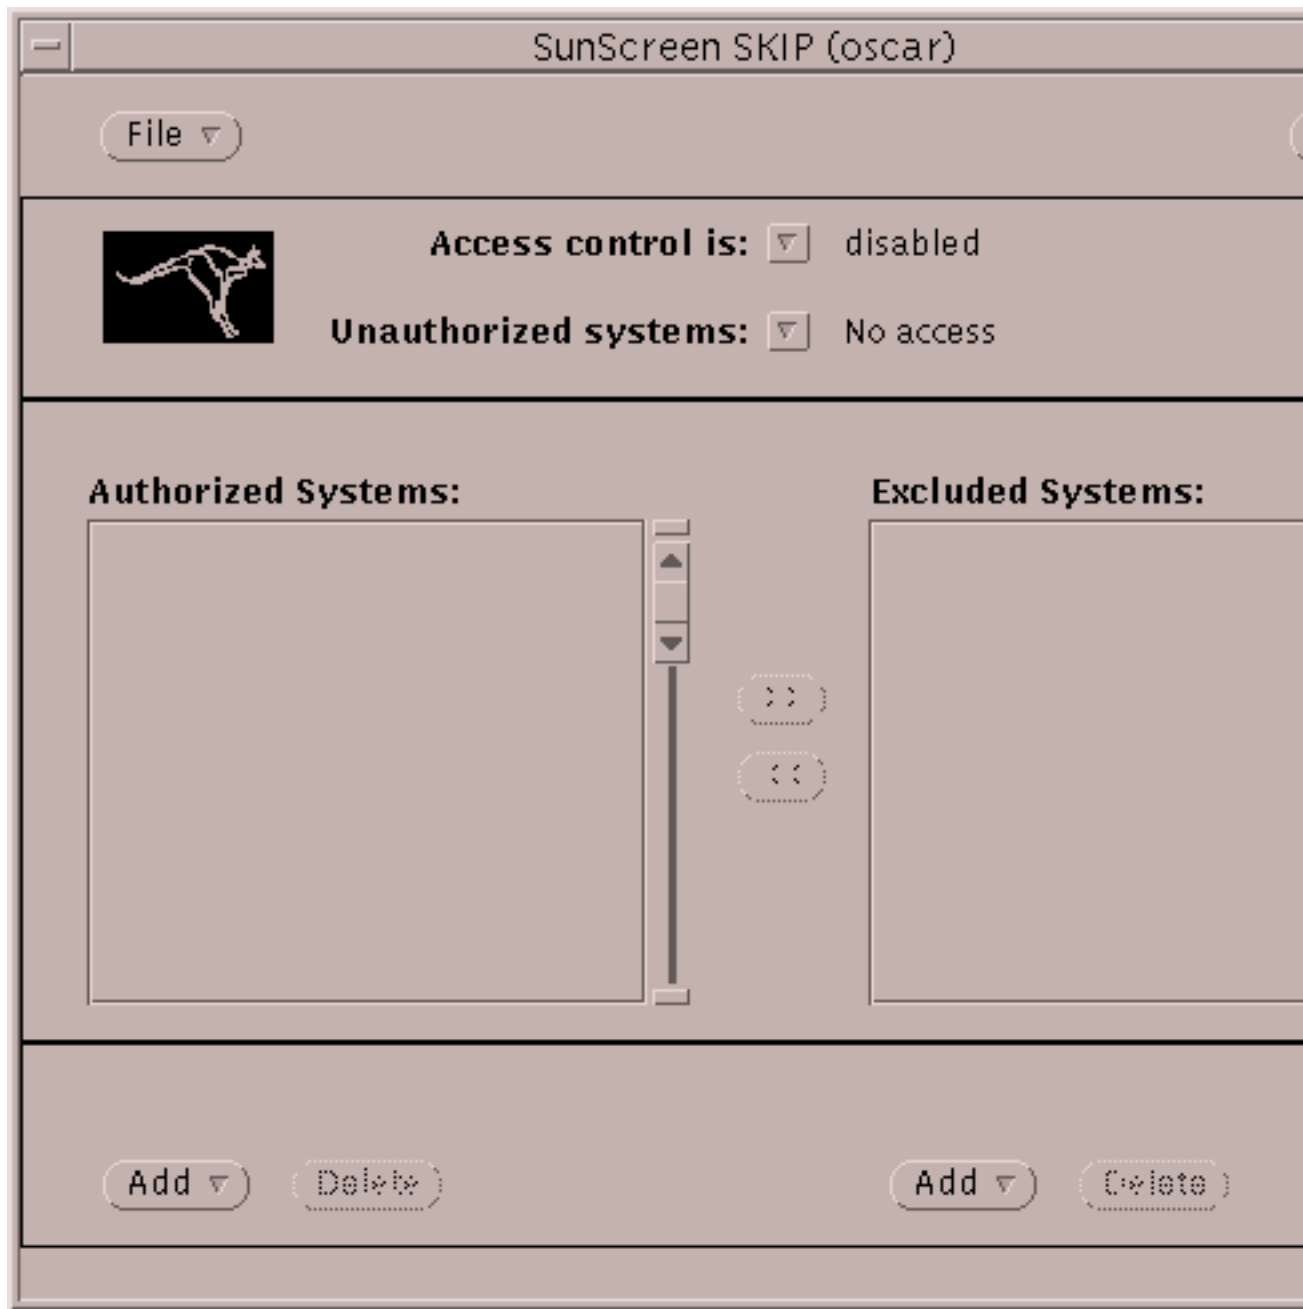 SunScreen SKIP (oscar)
File
Access control is: disabled
Unauthorized systems: No access
Authorized Systems: Excluded Systems:
>>
<<
Add Delete Add Delete